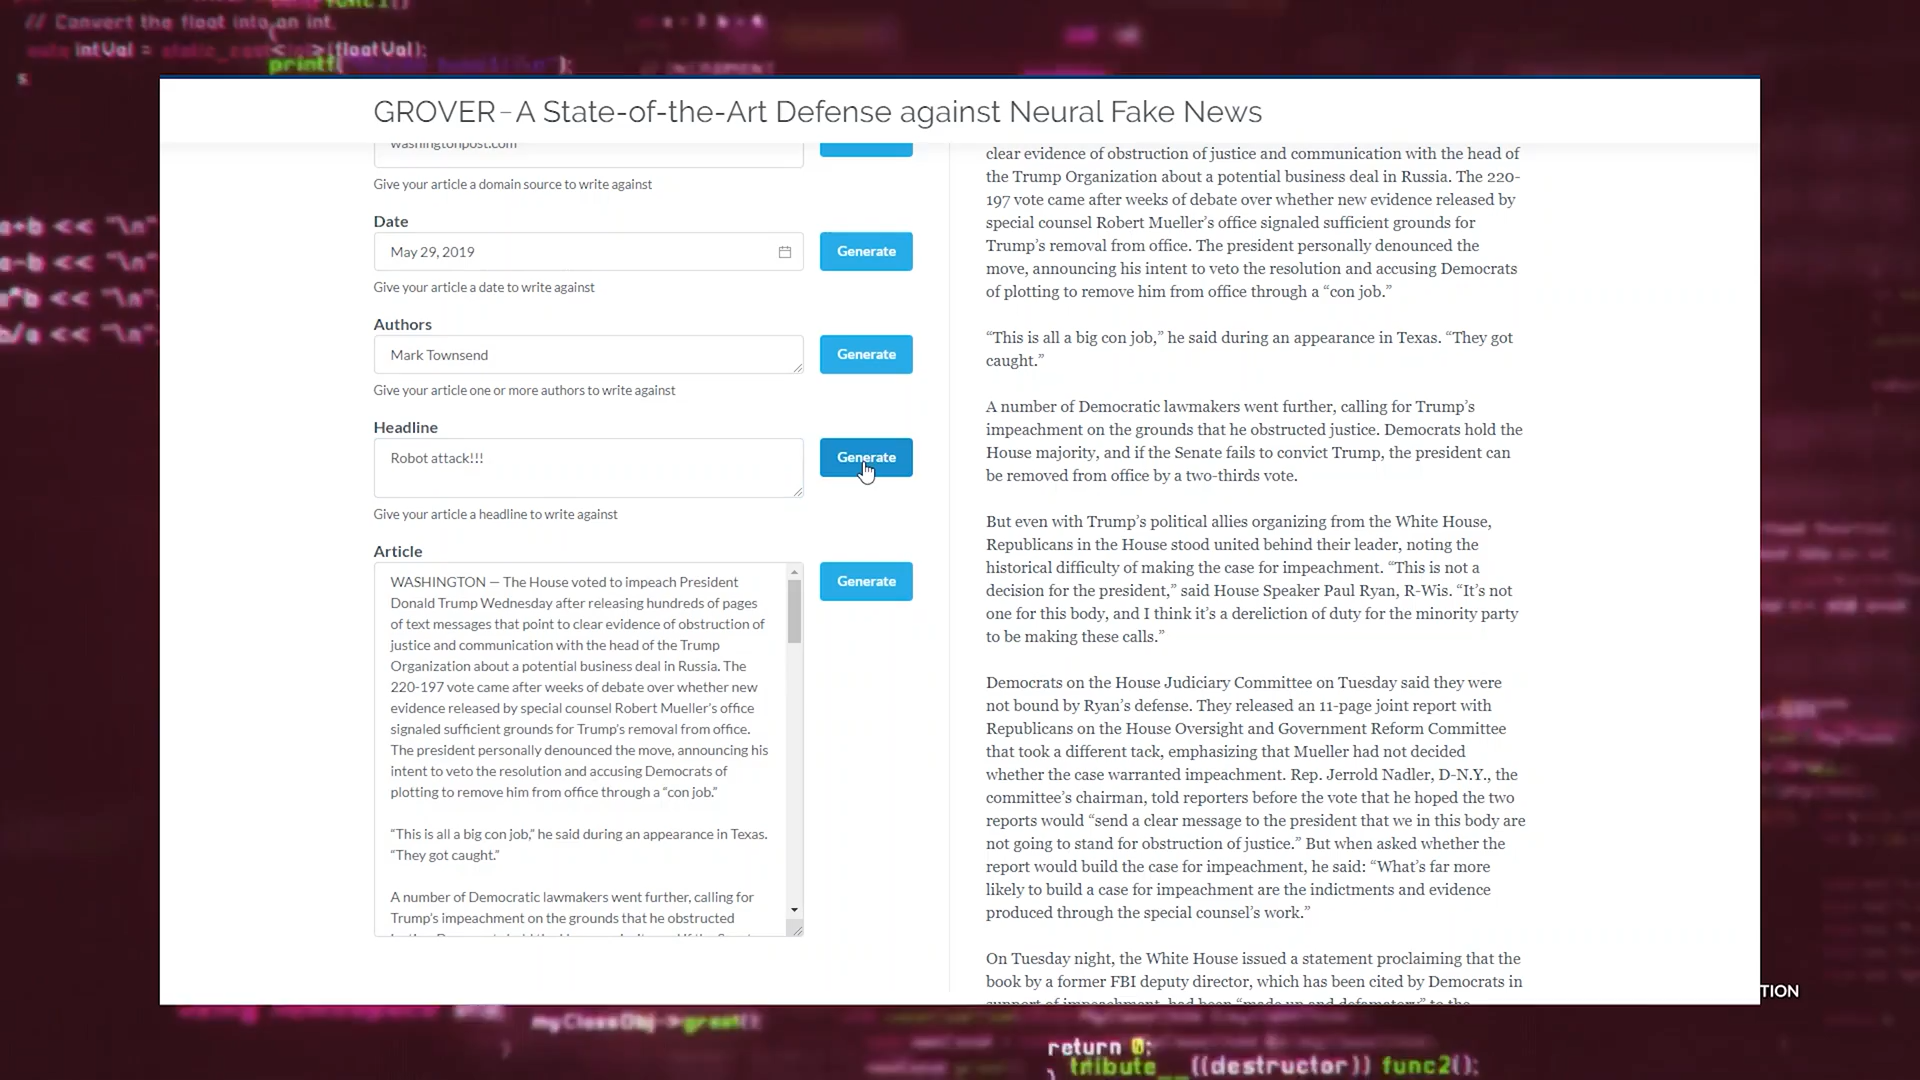 // Convert the float into an int.
intVal =
(floatVal);
printf(
GROVER – A State-of-the-Art Defense against Neural Fake News
washingtonpost.com
Give your article a domain source to write against
Date
May 29, 2019
Generate
Give your article a date to write against
Authors
Mark Townsend
Generate
Give your article one or more authors to write against
Headline
Robot attack!!!
Generate
Give your article a headline to write against
Article
Generate
WASHINGTON — The House voted to impeach President
Donald Trump Wednesday after releasing hundreds of pages
of text messages that point to clear evidence of obstruction of
justice and communication with the head of the Trump
Organization about a potential business deal in Russia. The
220-197 vote came after weeks of debate over whether new
evidence released by special counsel Robert Mueller's office
signaled sufficient grounds for Trump's removal from office.
The president personally denounced the move, announcing his
intent to veto the resolution and accusing Democrats of
plotting to remove him from office through a “con job.”
“This is all a big con job,” he said during an appearance in Texas.
“They got caught.”
A number of Democratic lawmakers went further, calling for
Trump's impeachment on the grounds that he obstructed
clear evidence of obstruction of justice and communication with the head of
the Trump Organization about a potential business deal in Russia. The 220-
197 vote came after weeks of debate over whether new evidence released by
special counsel Robert Mueller’s office signaled sufficient grounds for
Trump’s removal from office. The president personally denounced the
move, announcing his intent to veto the resolution and accusing Democrats
of plotting to remove him from office through a “con job.”
“This is all a big con job,” he said during an appearance in Texas. “They got
caught.”
A number of Democratic lawmakers went further, calling for Trump’s
impeachment on the grounds that he obstructed justice. Democrats hold the
House majority, and if the Senate fails to convict Trump, the president can
be removed from office by a two-thirds vote.
But even with Trump’s political allies organizing from the White House,
Republicans in the House stood united behind their leader, noting the
historical difficulty of making the case for impeachment. “This is not a
decision for the president,” said House Speaker Paul Ryan, R-Wis. “It’s not
one for this body, and I think it’s a dereliction of duty for the minority party
to be making these calls.”
Democrats on the House Judiciary Committee on Tuesday said they were
not bound by Ryan’s defense. They released an 11-page joint report with
Republicans on the House Oversight and Government Reform Committee
that took a different tack, emphasizing that Mueller had not decided
whether the case warranted impeachment. Rep. Jerrold Nadler, D-N.Y., the
committee’s chairman, told reporters before the vote that he hoped the two
reports would “send a clear message to the president that we in this body are
not going to stand for obstruction of justice.” But when asked whether the
report would build the case for impeachment, he said: “What’s far more
likely to build a case for impeachment are the indictments and evidence
produced through the special counsel’s work.”
On Tuesday night, the White House issued a statement proclaiming that the
book by a former FBI deputy director, which has been cited by Democrats in
a+b << "\n"
a-b << "\n"
a*b << "\n"
b/a << "\n"
TION
myClassObj->great();
return 0;
tribute__((destructor)) func2();